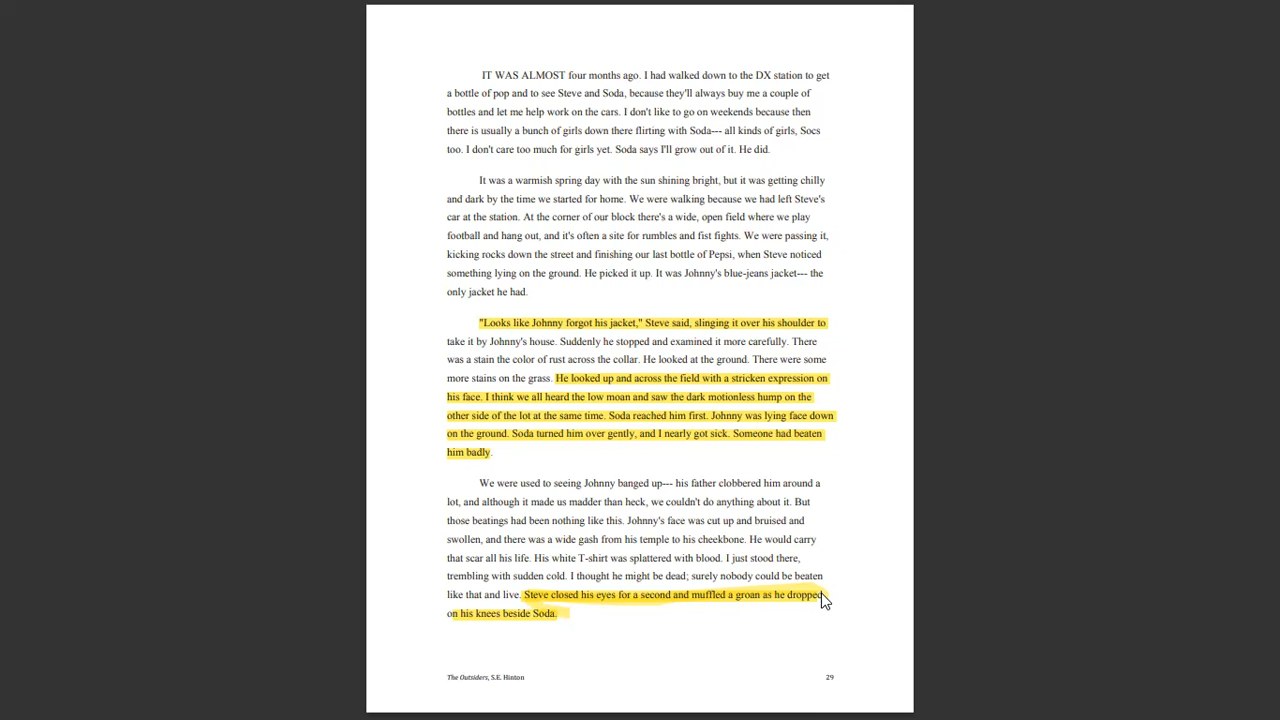 IT WAS ALMOST four months ago. I had walked down to the DX station to get
a bottle of pop and to see Steve and Soda, because they'll always buy me a couple of
bottles and let me help work on the cars. I don't like to go on weekends because then
there is usually a bunch of girls down there flirting with Soda--- all kinds of girls, Socs
too. I don't care too much for girls yet. Soda says I'll grow out of it. He did.
It was a warmish spring day with the sun shining bright, but it was getting chilly
and dark by the time we started for home. We were walking because we had left Steve's
car at the station. At the corner of our block there's a wide, open field where we play
football and hang out, and it's often a site for rumbles and fist fights. We were passing it,
kicking rocks down the street and finishing our last bottle of Pepsi, when Steve noticed
something lying on the ground. He picked it up. It was Johnny's blue-jeans jacket--- the
only jacket he had.
"Looks like Johnny forgot his jacket," Steve said, slinging it over his shoulder to
take it by Johnny's house. Suddenly he stopped and examined it more carefully. There
was a stain the color of rust across the collar. He looked at the ground. There were some
more stains on the grass. He looked up and across the field with a stricken expression on
his face. I think we all heard the low moan and saw the dark motionless hump on the
other side of the lot at the same time. Soda reached him first. Johnny was lying face down
on the ground. Soda turned him over gently, and I nearly got sick. Someone had beaten
him badly.
We were used to seeing Johnny banged up--- his father clobbered him around a
lot, and although it made us madder than heck, we couldn't do anything about it. But
those beatings had been nothing like this. Johnny's face was cut up and bruised and
swollen, and there was a wide gash from his temple to his cheekbone. He would carry
that scar all his life. His white T-shirt was splattered with blood. I just stood there,
trembling with sudden cold. I thought he might be dead; surely nobody could be beaten
like that and live. Steve closed his eyes for a second and muffled a groan as he dropped
on his knees beside Soda.
The Outsiders, S.E. Hinton 29